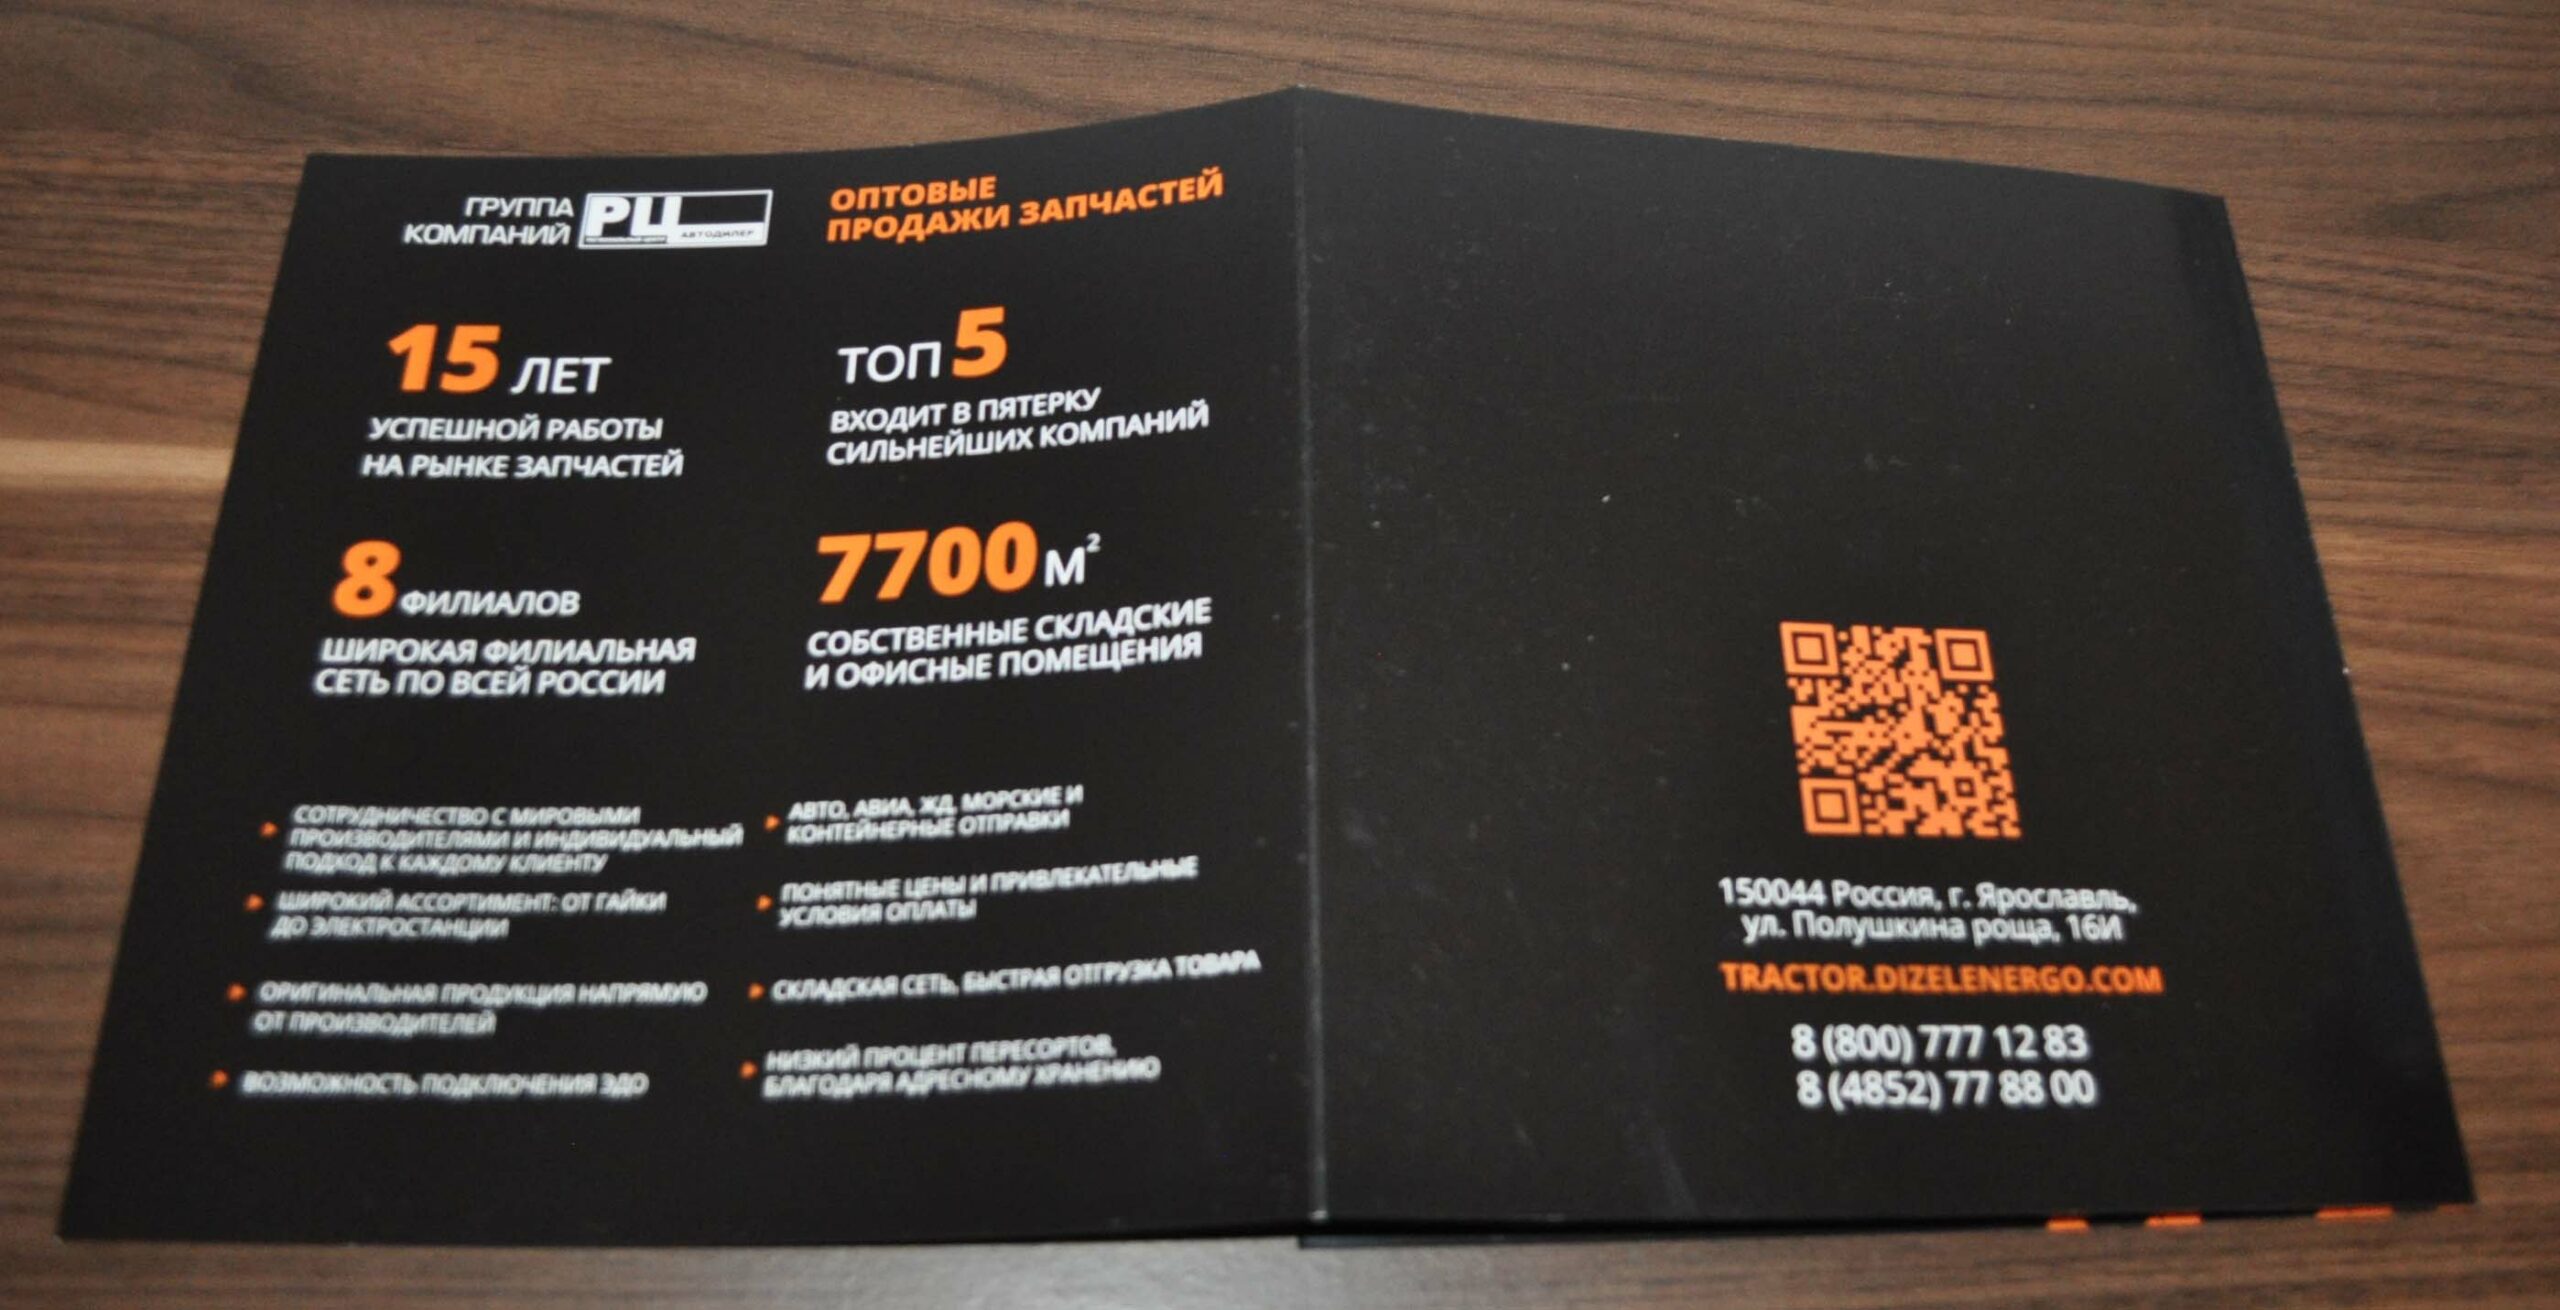 ГРУППА
КОМПАНИЙ
РЦ
РЕГИОНАЛЬНЫЙ ЦЕНТР
АВТОДИЛЕР
ОПТОВЫЕ
ПРОДАЖИ ЗАПЧАСТЕЙ
15 ЛЕТ
УСПЕШНОЙ РАБОТЫ
НА РЫНКЕ ЗАПЧАСТЕЙ
ТОП 5
ВХОДИТ В ПЯТЕРКУ
СИЛЬНЕЙШИХ КОМПАНИЙ
8 ФИЛИАЛОВ
ШИРОКАЯ ФИЛИАЛЬНАЯ
СЕТЬ ПО ВСЕЙ РОССИИ
7700 М²
СОБСТВЕННЫЕ СКЛАДСКИЕ
И ОФИСНЫЕ ПОМЕЩЕНИЯ
СОТРУДНИЧЕСТВО С МИРОВЫМИ
ПРОИЗВОДИТЕЛЯМИ И ИНДИВИДУАЛЬНЫЙ
ПОДХОД К КАЖДОМУ КЛИЕНТУ
ШИРОКИЙ АССОРТИМЕНТ: ОТ ГАЙКИ
ДО ЭЛЕКТРОСТАНЦИИ
ОРИГИНАЛЬНАЯ ПРОДУКЦИЯ НАПРЯМУЮ
ОТ ПРОИЗВОДИТЕЛЕЙ
ВОЗМОЖНОСТЬ ПОДКЛЮЧЕНИЯ ЭДО
АВТО, АВИА, ЖД, МОРСКИЕ И
КОНТЕЙНЕРНЫЕ ОТПРАВКИ
ПОНЯТНЫЕ ЦЕНЫ И ПРИВЛЕКАТЕЛЬНЫЕ
УСЛОВИЯ ОПЛАТЫ
СКЛАДСКАЯ СЕТЬ, БЫСТРАЯ ОТГРУЗКА ТОВАРА
НИЗКИЙ ПРОЦЕНТ ПЕРЕСОРТОВ,
БЛАГОДАРЯ АДРЕСНОМУ ХРАНЕНИЮ
150044 Россия, г. Ярославль,
ул. Полушкина роща, 16И
TRACTOR.DIZELENERGO.COM
8 (800) 777 12 83
8 (4852) 77 88 00